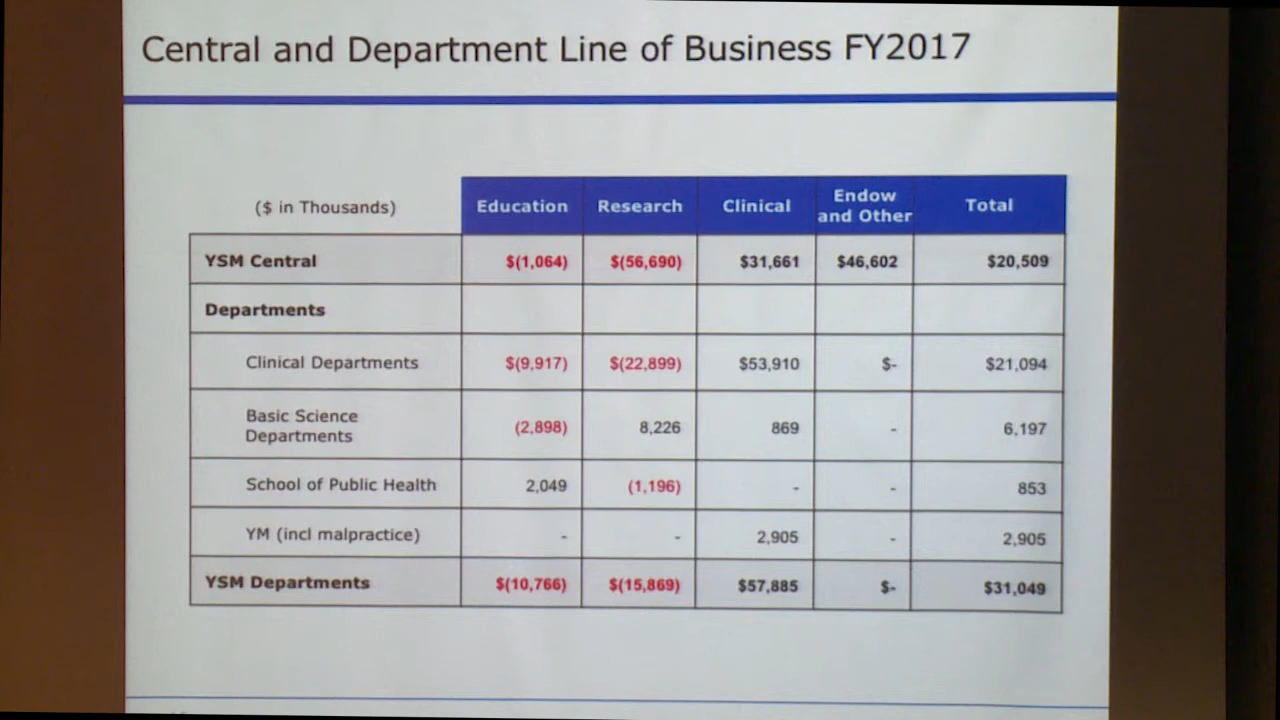 Central and Department Line of Business FY2017
($ in Thousands) Education Research Clinical Endow and Other Total
YSM Central $(1,064) $(56,690) $31,661 $46,602 $20,509
Departments
Clinical Departments $(9,917) $(22,899) $53,910 $- $21,094
Basic Science Departments (2,898) 8,226 869 - 6,197
School of Public Health 2,049 (1,196) - - 853
YM (incl malpractice) - - 2,905 - 2,905
YSM Departments $(10,766) $(15,869) $57,885 $- $31,049